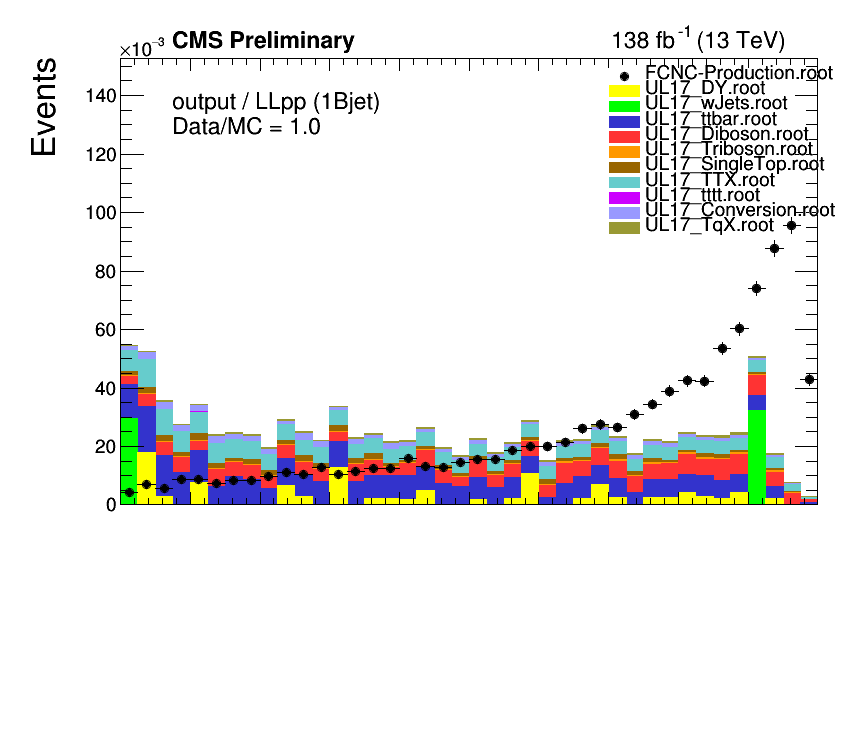 ×10⁻³ CMS Preliminary 138 fb⁻¹ (13 TeV)
Events
output / LLpp (1Bjet)
Data/MC = 1.0
FCNC-Production.root
UL17_DY.root
UL17_wJets.root
UL17_ttbar.root
UL17_Diboson.root
UL17_Triboson.root
UL17_SingleTop.root
UL17_TTX.root
UL17_tttt.root
UL17_Conversion.root
UL17_TqX.root
140
120
100
80
60
40
20
0